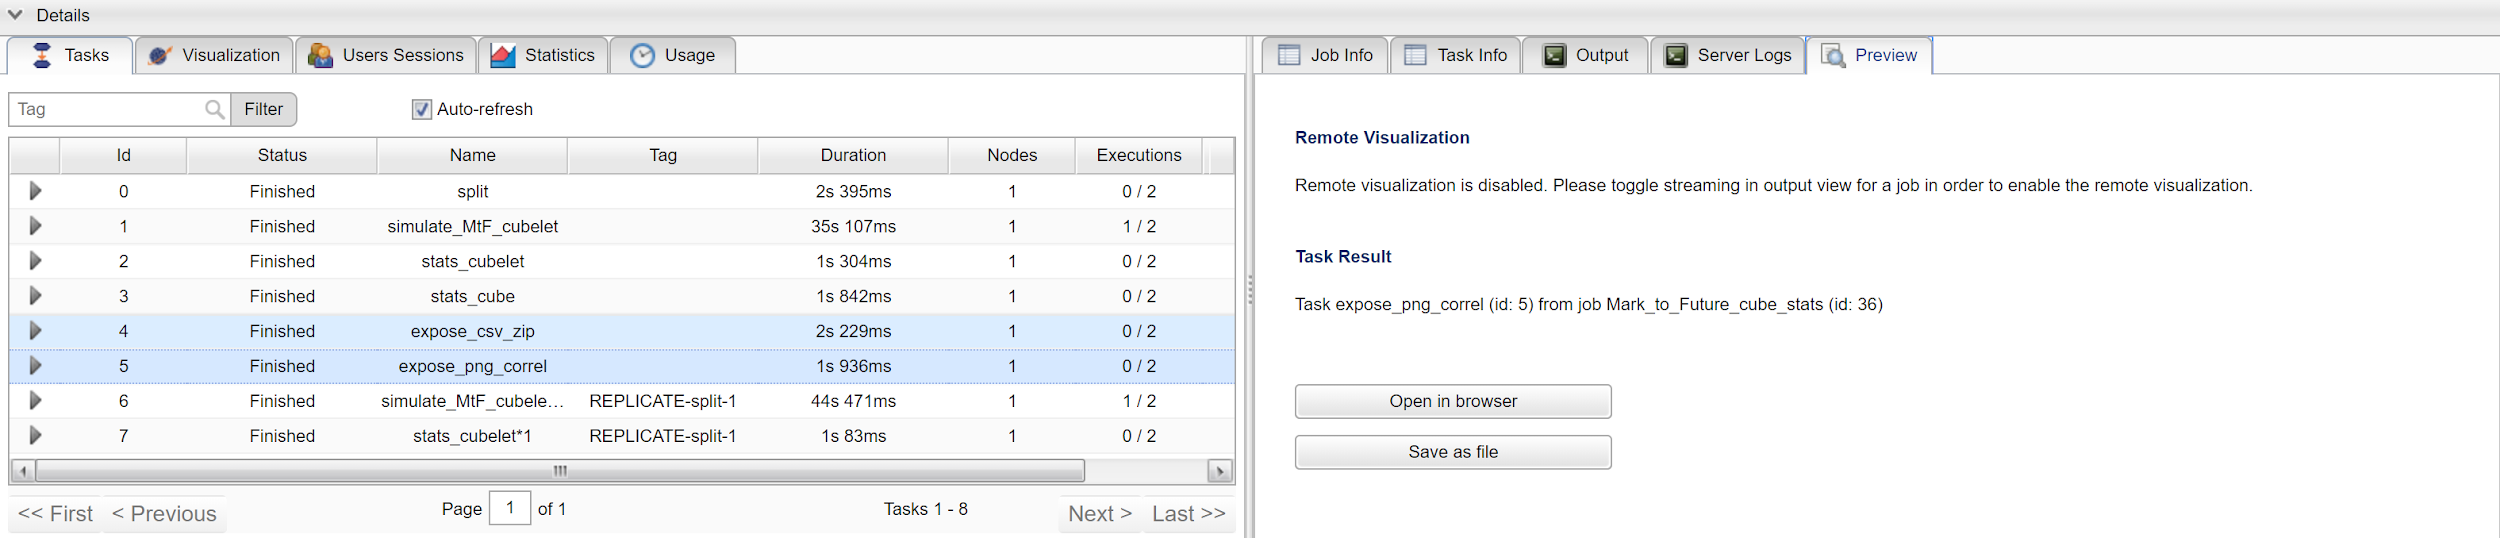 Details
Tasks Visualization Users Sessions Statistics Usage
Tag Filter Auto-refresh
Id Status Name Tag Duration Nodes Executions
0 Finished split 2s 395ms 1 0 / 2
1 Finished simulate_MtF_cubelet 35s 107ms 1 1 / 2
2 Finished stats_cubelet 1s 304ms 1 0 / 2
3 Finished stats_cube 1s 842ms 1 0 / 2
4 Finished expose_csv_zip 2s 229ms 1 0 / 2
5 Finished expose_png_correl 1s 936ms 1 0 / 2
6 Finished simulate_MtF_cubele... REPLICATE-split-1 44s 471ms 1 1 / 2
7 Finished stats_cubelet*1 REPLICATE-split-1 1s 83ms 1 0 / 2
<< First < Previous Page 1 of 1 Tasks 1 - 8 Next > Last >>
Job Info Task Info Output Server Logs Preview
Remote Visualization
Remote visualization is disabled. Please toggle streaming in output view for a job in order to enable the remote visualization.
Task Result
Task expose_png_correl (id: 5) from job Mark_to_Future_cube_stats (id: 36)
Open in browser
Save as file